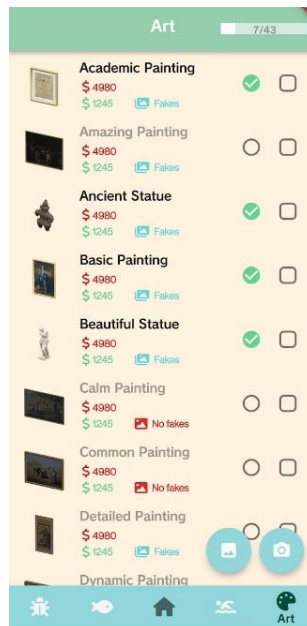 Art
7/43
Academic Painting
$ 4980
$ 1245 Fakes
Amazing Painting
$ 4980
$ 1245 Fakes
Ancient Statue
$ 4980
$ 1245 Fakes
Basic Painting
$ 4980
$ 1245 Fakes
Beautiful Statue
$ 4980
$ 1245 Fakes
Calm Painting
$ 4980
$ 1245 No fakes
Common Painting
$ 4980
$ 1245 No fakes
Detailed Painting
$ 4980
$ 1245 Fakes
Dynamic Painting
Art